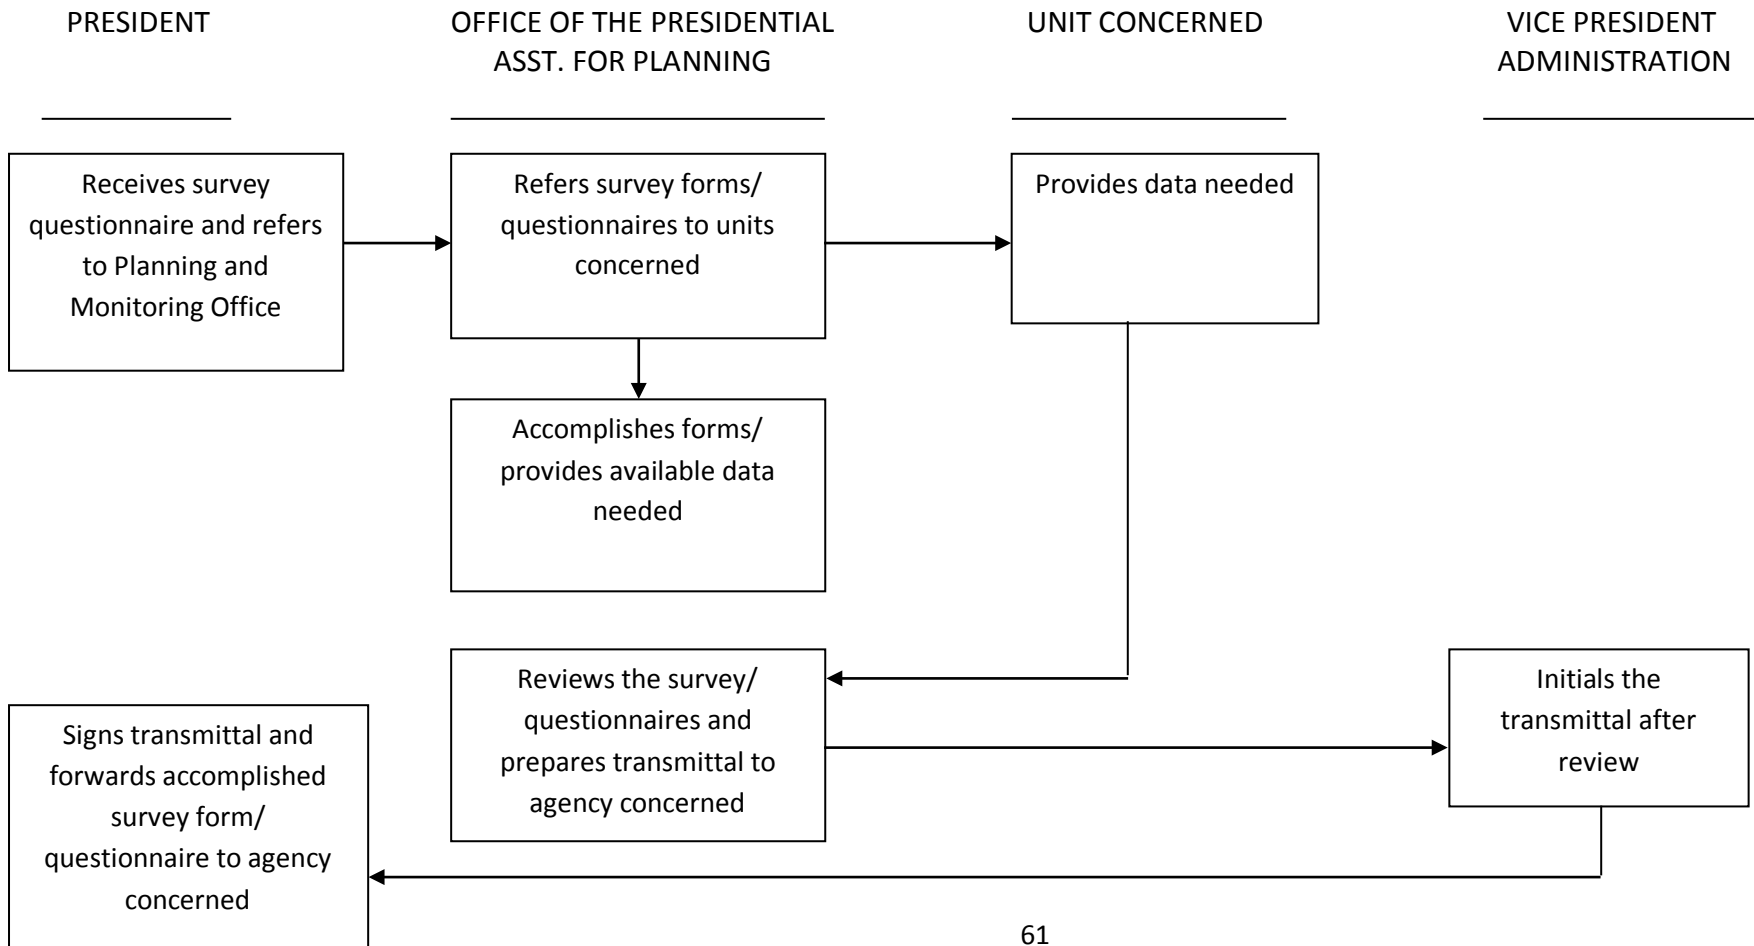 PRESIDENT
OFFICE OF THE PRESIDENTIAL
ASST. FOR PLANNING
UNIT CONCERNED
VICE PRESIDENT
ADMINISTRATION
Receives survey
questionnaire and refers
to Planning and
Monitoring Office
Refers survey forms/
questionnaires to units
concerned
Provides data needed
Accomplishes forms/
provides available data
needed
Reviews the survey/
questionnaires and
prepares transmittal to
agency concerned
Initials the
transmittal after
review
Signs transmittal and
forwards accomplished
survey form/
questionnaire to agency
concerned
61